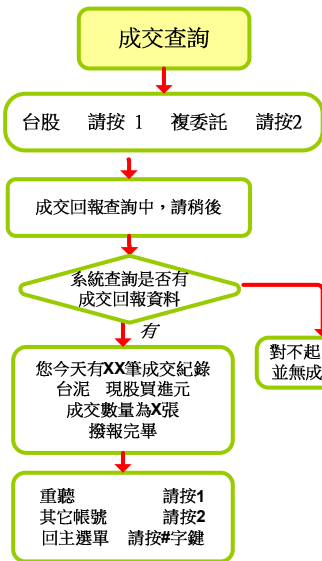 成交查詢
台股 請按 1 複委託 請按2
成交回報查詢中，請稍後
系統查詢是否有
成交回報資料
有
對不起
並無成
您今天有XX筆成交紀錄
台泥 現股買進元
成交數量為X張
撥報完畢
重聽 請按1
其它帳號 請按2
回主選單 請按#字鍵